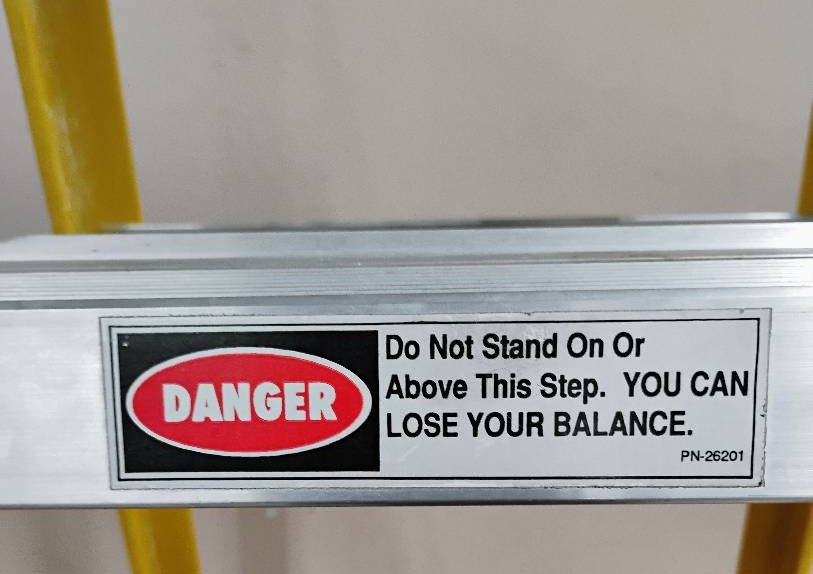 DANGER
Do Not Stand On Or
Above This Step. YOU CAN
LOSE YOUR BALANCE.
PN-26201